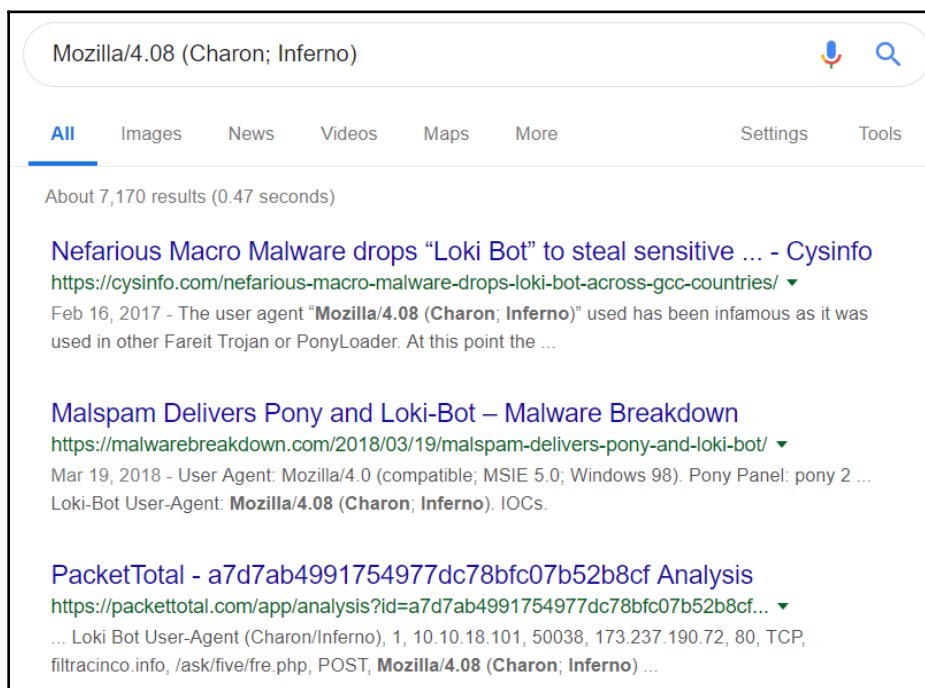 Mozilla/4.08 (Charon; Inferno)
All Images News Videos Maps More Settings Tools
About 7,170 results (0.47 seconds)
Nefarious Macro Malware drops “Loki Bot” to steal sensitive ... - Cysinfo
https://cysinfo.com/nefarious-macro-malware-drops-loki-bot-across-gcc-countries/
Feb 16, 2017 - The user agent “Mozilla/4.08 (Charon; Inferno)” used has been infamous as it was
used in other Fareit Trojan or PonyLoader. At this point the ...
Malspam Delivers Pony and Loki-Bot – Malware Breakdown
https://malwarebreakdown.com/2018/03/19/malspam-delivers-pony-and-loki-bot/
Mar 19, 2018 - User Agent: Mozilla/4.0 (compatible; MSIE 5.0; Windows 98). Pony Panel: pony 2 ...
Loki-Bot User-Agent: Mozilla/4.08 (Charon; Inferno). IOCs.
PacketTotal - a7d7ab4991754977dc78bfc07b52b8cf Analysis
https://packettotal.com/app/analysis?id=a7d7ab4991754977dc78bfc07b52b8cf...
... Loki Bot User-Agent (Charon/Inferno), 1, 10.10.18.101, 50038, 173.237.190.72, 80, TCP,
filtracinco.info, /ask/five/fre.php, POST, Mozilla/4.08 (Charon; Inferno) ...